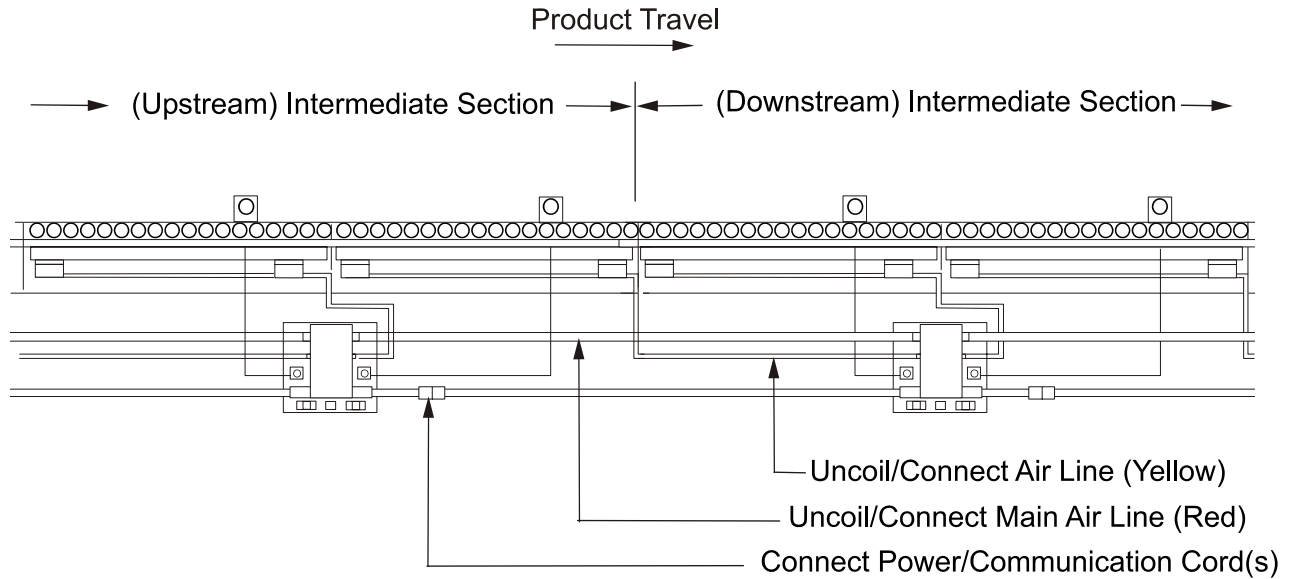 Product Travel
(Upstream) Intermediate Section
(Downstream) Intermediate Section
Uncoil/Connect Air Line (Yellow)
Uncoil/Connect Main Air Line (Red)
Connect Power/Communication Cord(s)